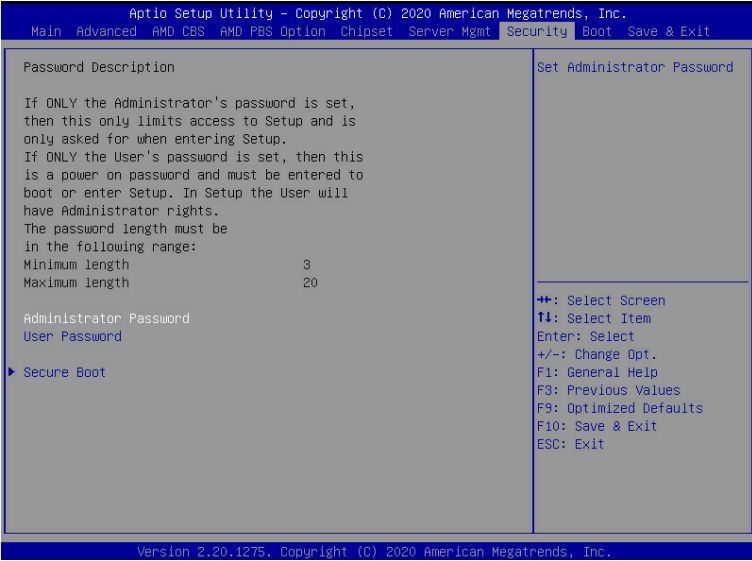 Aptio Setup Utility – Copyright (C) 2020 American Megatrends, Inc.
Main Advanced AMD CBS AMD PBS Option Chipset Server Mgmt Security Boot Save & Exit
Password Description
If ONLY the Administrator's password is set,
then this only limits access to Setup and is
only asked for when entering Setup.
If ONLY the User's password is set, then this
is a power on password and must be entered to
boot or enter Setup. In Setup the User will
have Administrator rights.
The password length must be
in the following range:
Minimum length 3
Maximum length 20
Administrator Password
User Password
Secure Boot
Set Administrator Password
→←: Select Screen
↑↓: Select Item
Enter: Select
+/-: Change Opt.
F1: General Help
F3: Previous Values
F9: Optimized Defaults
F10: Save & Exit
ESC: Exit
Version 2.20.1275. Copyright (C) 2020 American Megatrends, Inc.